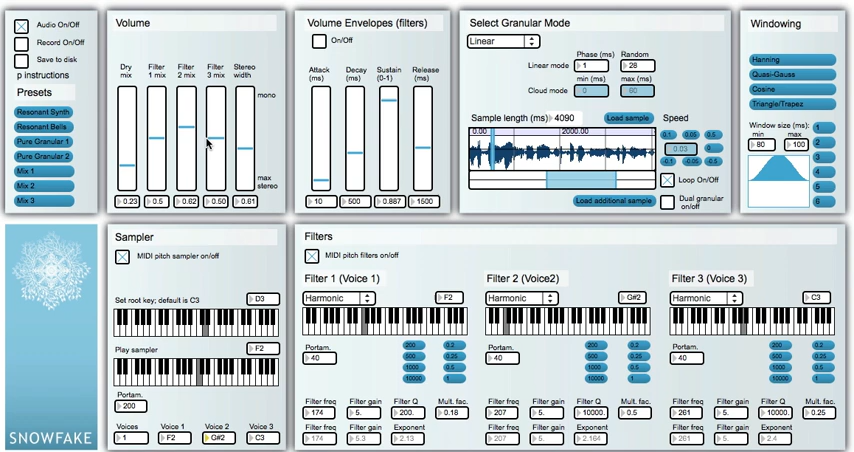 Audio On/Off
Record On/Off
Save to disk
p instructions
Presets
Resonant Synth
Resonant Bells
Pure Granular 1
Pure Granular 2
Mix 1
Mix 2
Mix 3
Volume
Dry mix
Filter 1 mix
Filter 2 mix
Filter 3 mix
Stereo width
mono
max stereo
0.23 0.5 0.62 0.50 0.61
Volume Envelopes (filters)
On/Off
Attack (ms)
Decay (ms)
Sustain (0-1)
Release (ms)
10 500 0.887 1500
Select Granular Mode
Linear
Phase (ms) Random
Linear mode 1 28
min (ms) max (ms)
Cloud mode 0 60
Sample length (ms) 4090 Load sample
0.00 2000.00
Speed
0.1 0.65 0.5
0.03 0
-0.1 -0.05 -0.5
Loop On/Off
Load additional sample
Dual granular on/off
Windowing
Hanning
Quasi-Gauss
Cosine
Triangle/Trapez
Window size (ms):
min max
80 100
1
2
3
4
5
6
SNOWFAKE
Sampler
MIDI pitch sampler on/off
Set root key; default is C3 D3
Play sampler F2
Portam.
200
Voices Voice 1 Voice 2 Voice 3
1 F2 G#2 C3
Filters
MIDI pitch filters on/off
Filter 1 (Voice 1)
Harmonic F2
Portam.
40
200 0.2
500 0.25
1000 0.5
10000 1
Filter freq Filter gain Filter Q Mult. fac.
174 5. 200. 0.18
Filter freq Filter gain Exponent
174 5.3 2.13
Filter 2 (Voice2)
Harmonic G#2
Portam.
40
200 0.2
500 0.25
1000 0.5
10000 1
Filter freq Filter gain Filter Q Mult. fac.
207 5. 10000. 0.5
Filter freq Filter gain Exponent
207 5. 2.164
Filter 3 (Voice 3)
Harmonic C3
Portam.
40
200 0.2
500 0.25
1000 0.5
10000 1
Filter freq Filter gain Filter Q Mult. fac.
261 5. 10000. 0.25
Filter freq Filter gain Exponent
261 5. 2.4